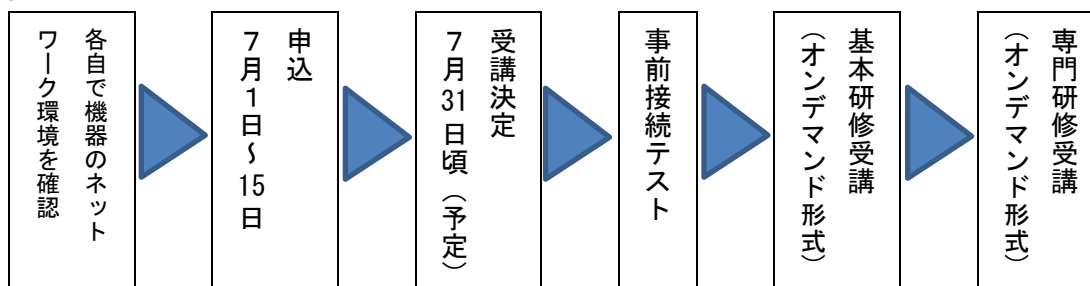 各自で機器のネット
ワーク環境を確認
申込
７月１日～15日
受講決定
７月31日頃（予定）
事前接続テスト
基本研修受講
（オンデマンド形式）
専門研修受講
（オンデマンド形式）